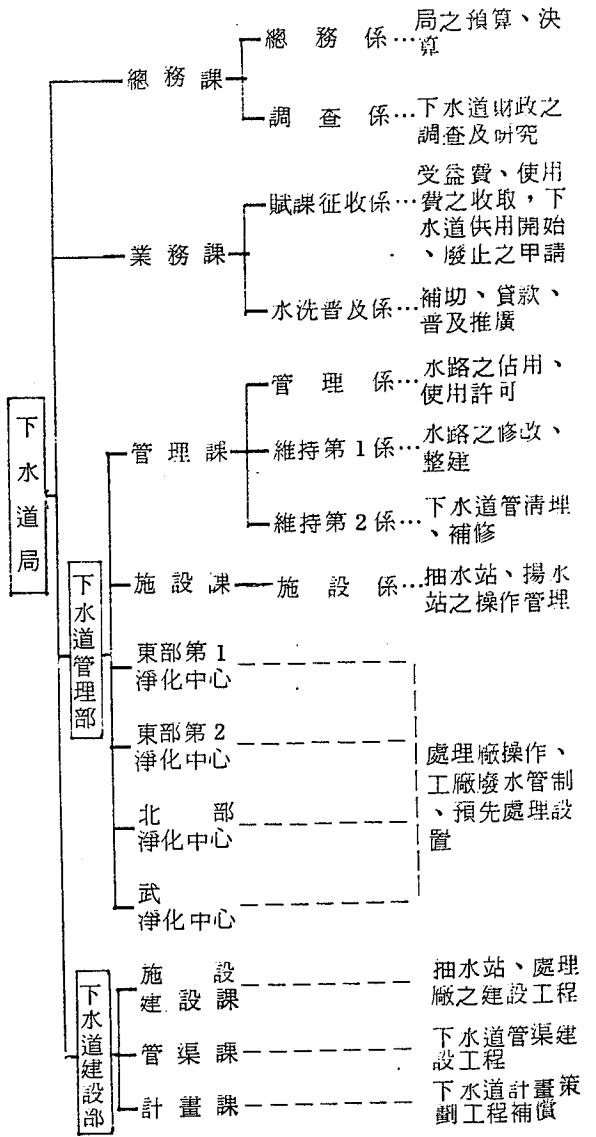 下水道局
總務課
總務係…局之預算、決
算
調查係…下水道財政之
調查及研究
業務課
賦課征收係…受益費、使用
費之收取，下
水道供用開始
、廢止之申請
水洗普及係…補助、貸款、
普及推廣
下水道管理部
管理課
管理係…水路之佔用、
使用許可
維持第1係…水路之修改、
整建
維持第2係…下水道管清理
、補修
施設課
施設係…抽水站、揚水
站之操作管理
東部第1
淨化中心
東部第2
淨化中心
北部
淨化中心
武
淨化中心
處理廠操作、
工廠廢水管制
、預先處理設
置
下水道建設部
施設
建設課
抽水站、處理
廠之建設工程
管渠課
下水道管渠建
設工程
計畫課
下水道計畫策
劃工程補償